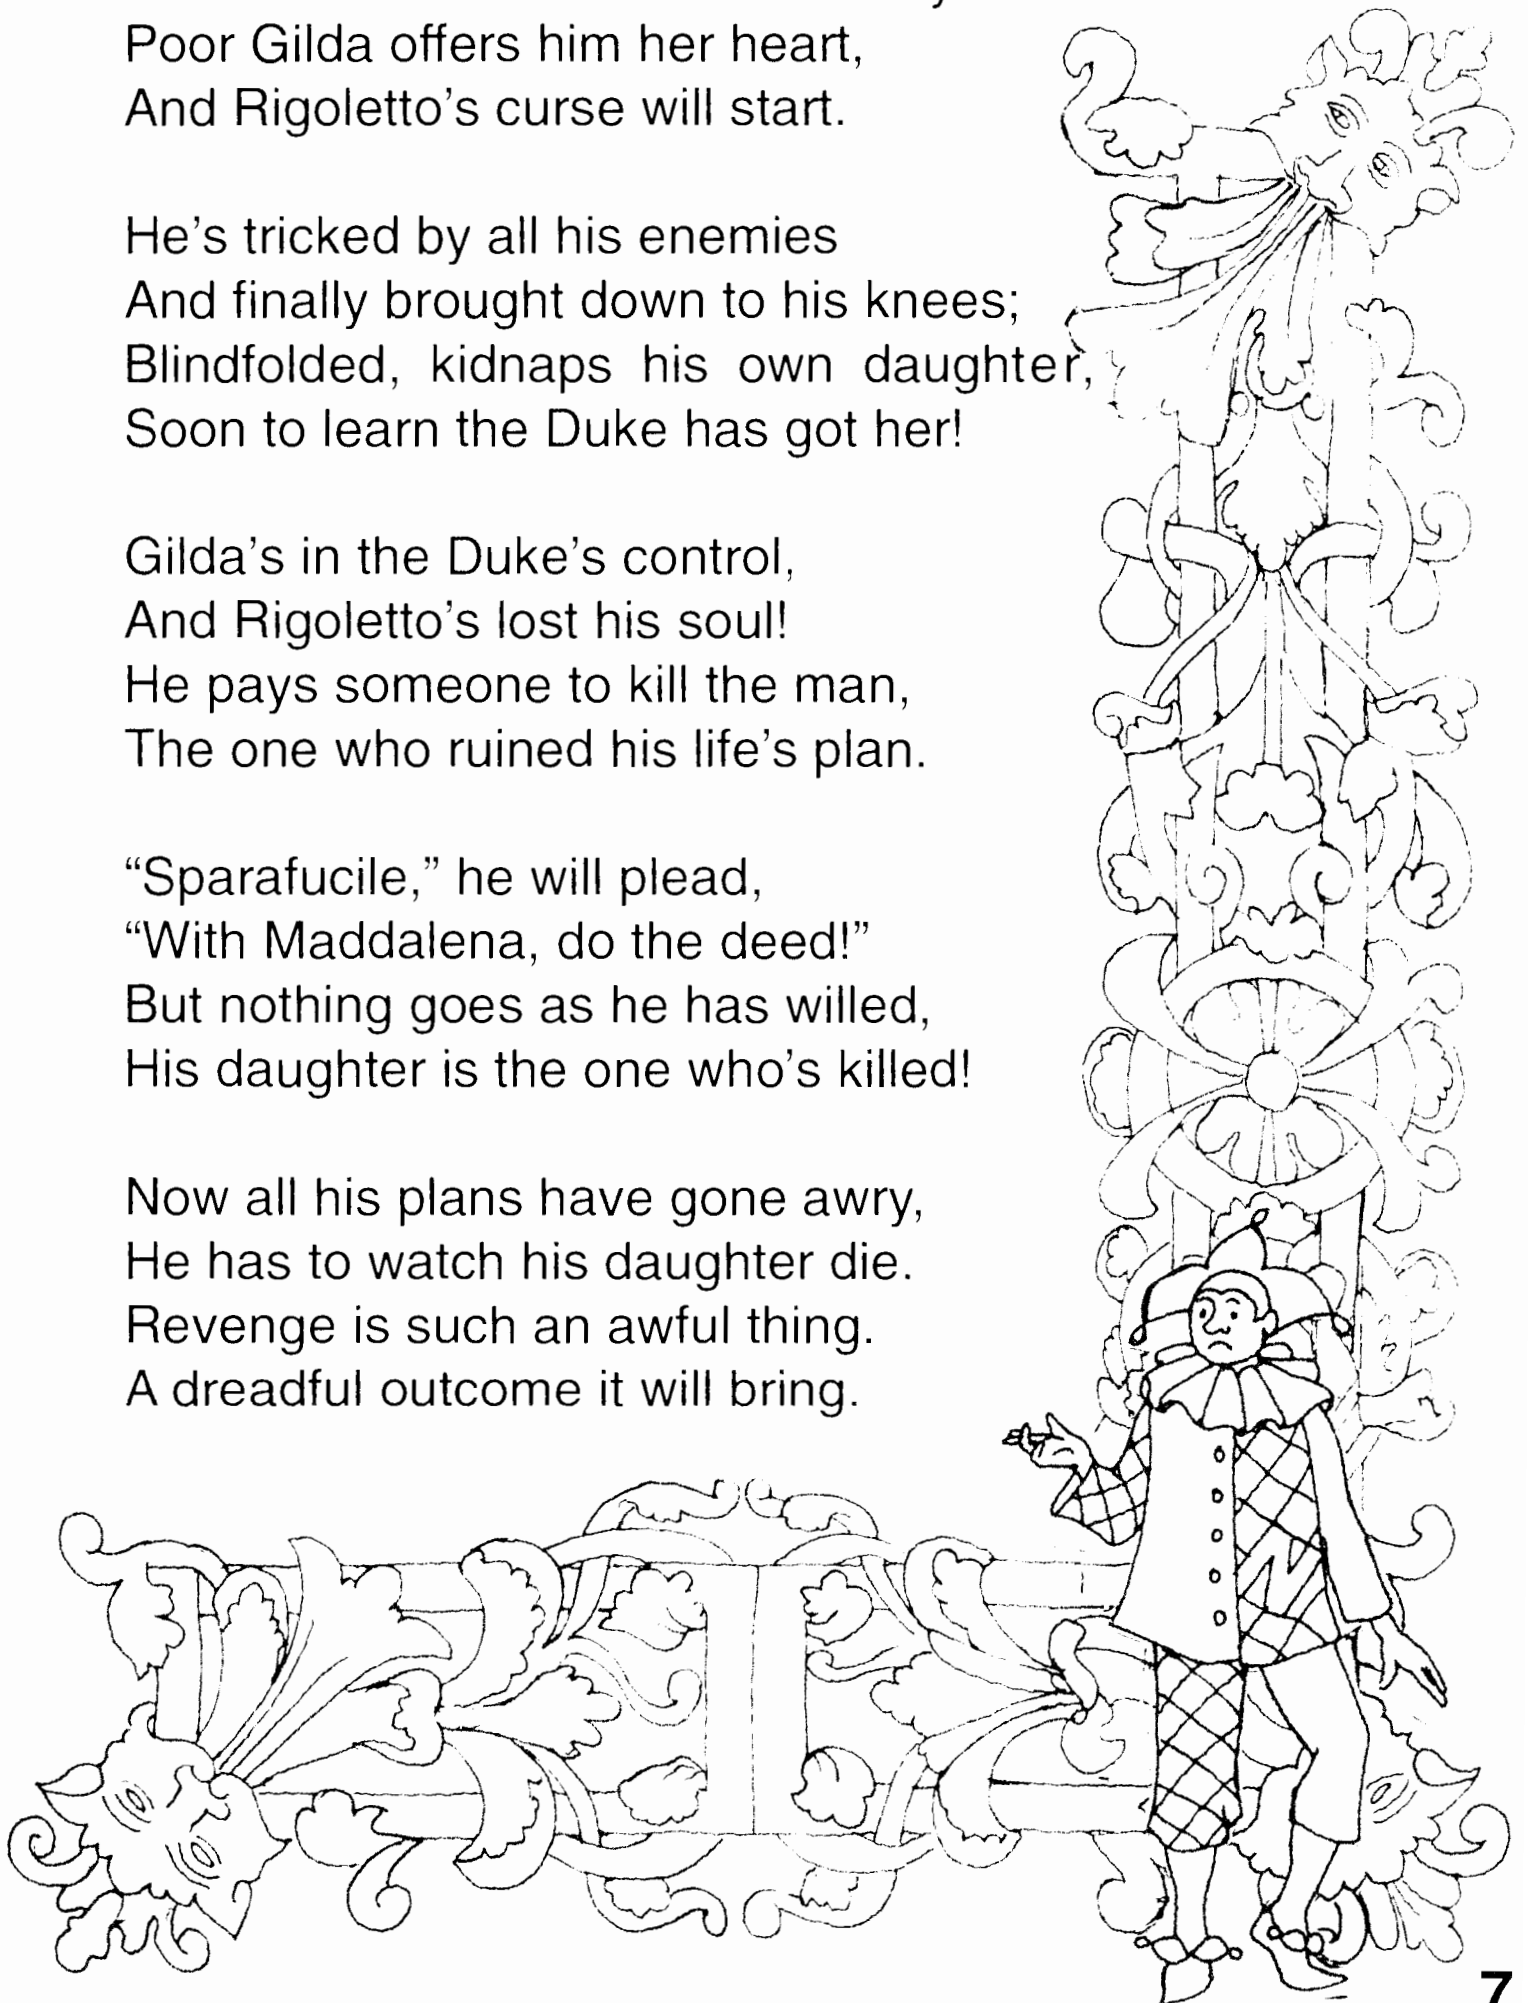 Poor Gilda offers him her heart,
And Rigoletto's curse will start.

He's tricked by all his enemies
And finally brought down to his knees;
Blindfolded, kidnaps his own daughter,
Soon to learn the Duke has got her!

Gilda's in the Duke's control,
And Rigoletto's lost his soul!
He pays someone to kill the man,
The one who ruined his life's plan.

“Sparafucile,” he will plead,
“With Maddalena, do the deed!”
But nothing goes as he has willed,
His daughter is the one who's killed!

Now all his plans have gone awry,
He has to watch his daughter die.
Revenge is such an awful thing.
A dreadful outcome it will bring.

7